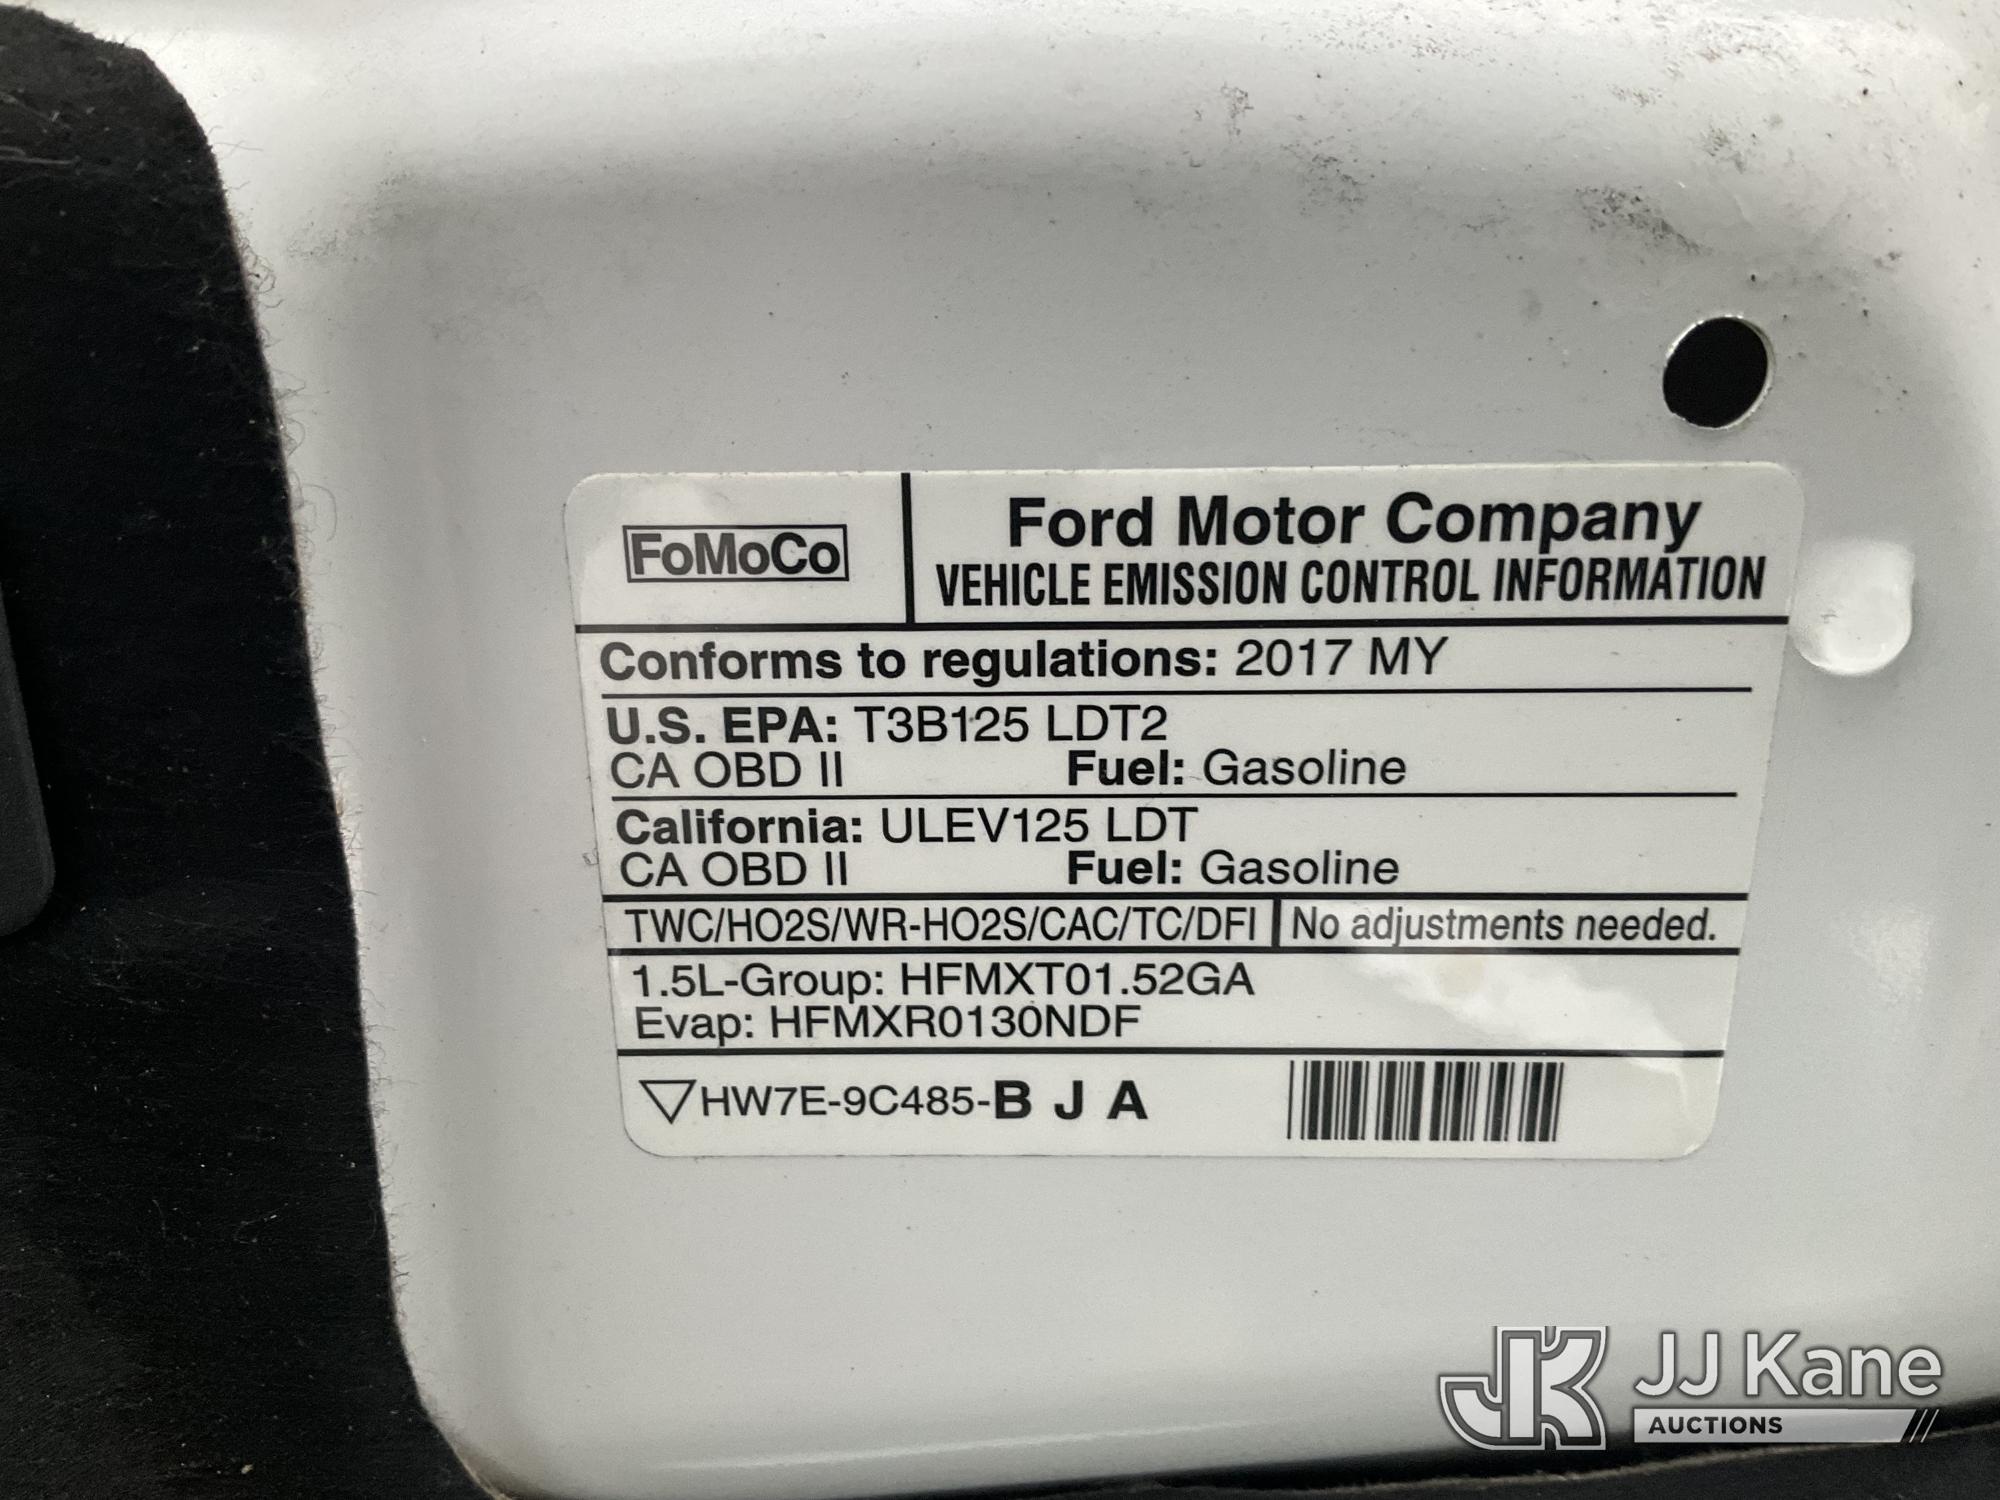 FoMoCo
Ford Motor Company
VEHICLE EMISSION CONTROL INFORMATION
Conforms to regulations: 2017 MY
U.S. EPA: T3B125 LDT2
CA OBD II Fuel: Gasoline
California: ULEV125 LDT
CA OBD II Fuel: Gasoline
TWC/HO2S/WR-HO2S/CAC/TC/DFI No adjustments needed.
1.5L-Group: HFMXT01.52GA
Evap: HFMXR0130NDF
HW7E-9C485-B J A
JK JJ Kane
AUCTIONS